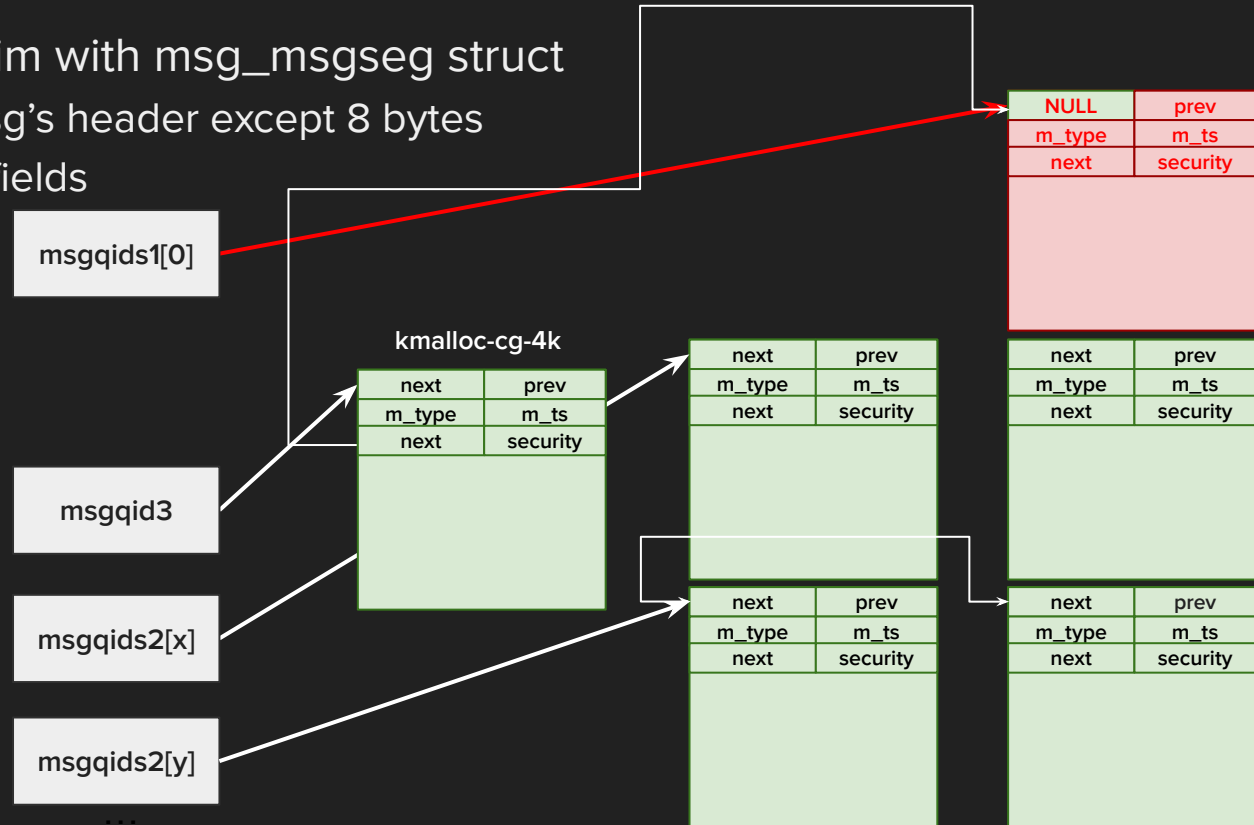 im with msg_msgseg struct
sg's header except 8 bytes
fields
NULL prev
m_type m_ts
next security
msgqids1[0]
kmalloc-cg-4k
next prev
m_type m_ts
next security
next prev
m_type m_ts
next security
next prev
m_type m_ts
next security
msgqid3
next prev
m_type m_ts
next security
next prev
m_type m_ts
next security
msgqids2[x]
msgqids2[y]
...